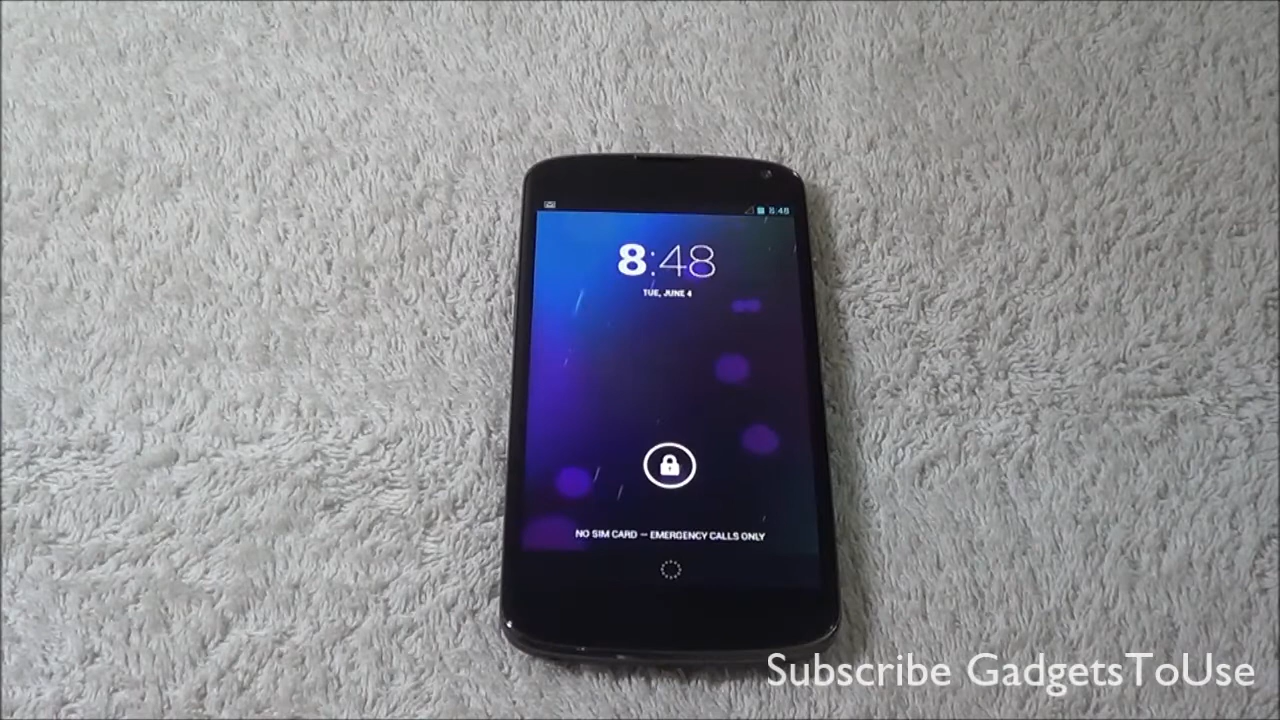 8:48
8:48
TUE, JUNE 4
NO SIM CARD — EMERGENCY CALLS ONLY
Subscribe GadgetsToUse